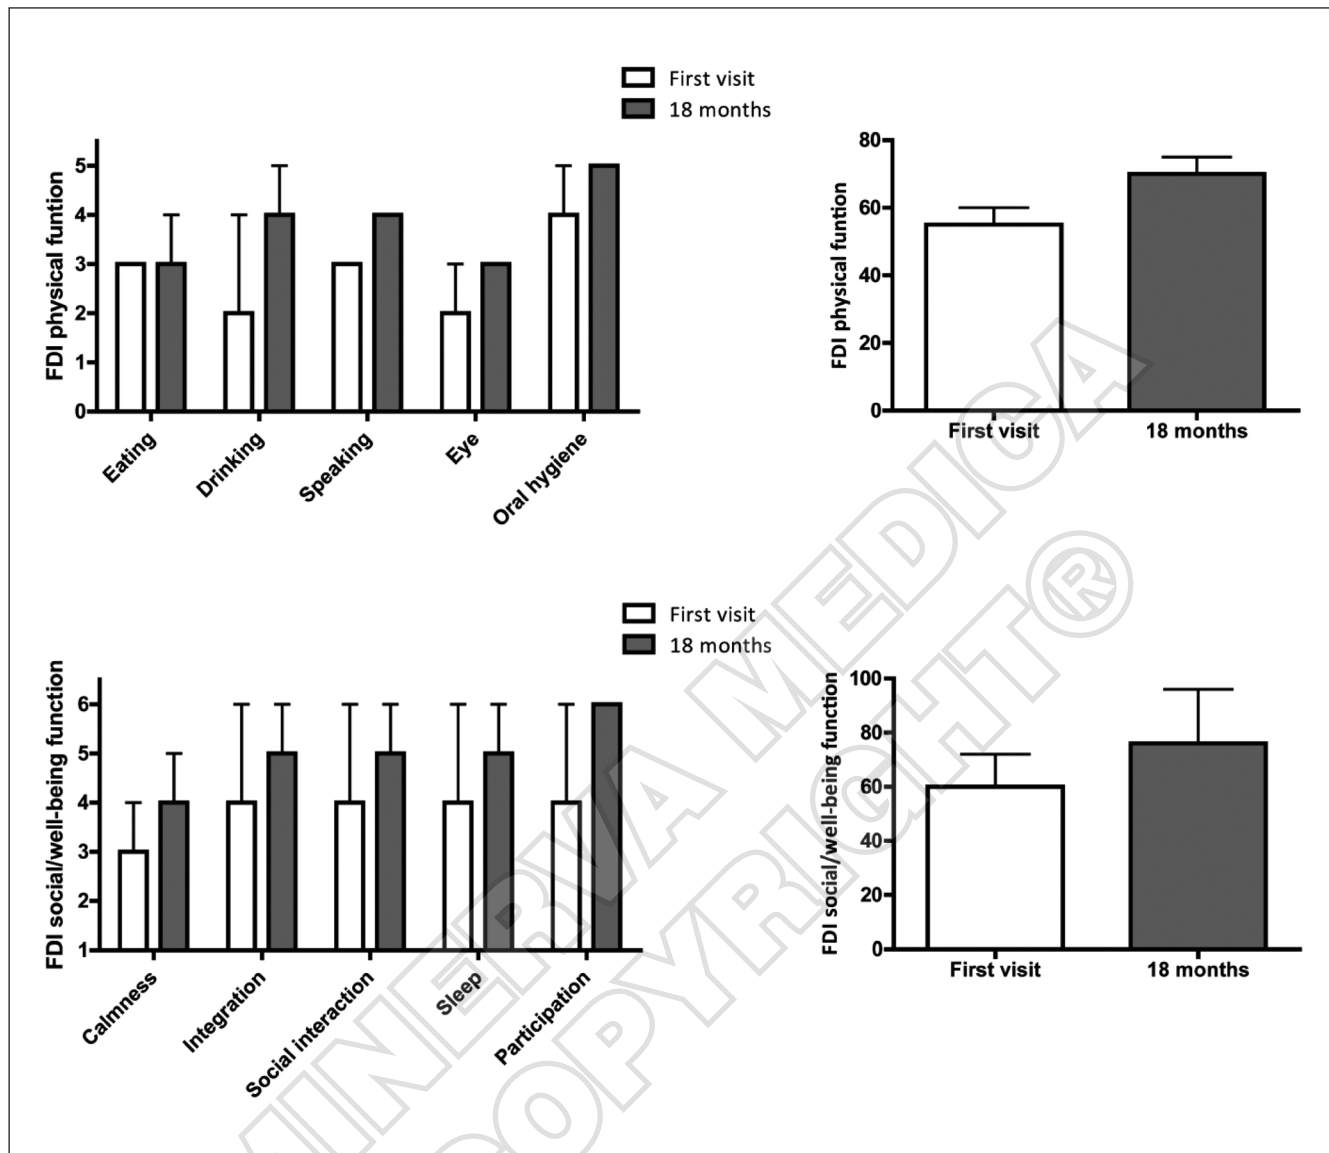 First visit
18 months
FDI physical funtion
5
4
3
2
1
0
Eating
Drinking
Speaking
Eye
Oral hygiene
FDI physical funtion
80
60
40
20
0
First visit
18 months
First visit
18 months
FDI social/well-being function
6
5
4
3
2
1
Calmness
Integration
Social interaction
Sleep
Participation
FDI social/well-being function
100
80
60
40
20
0
First visit
18 months
MINERVA MEDICA
COPYRIGHT®